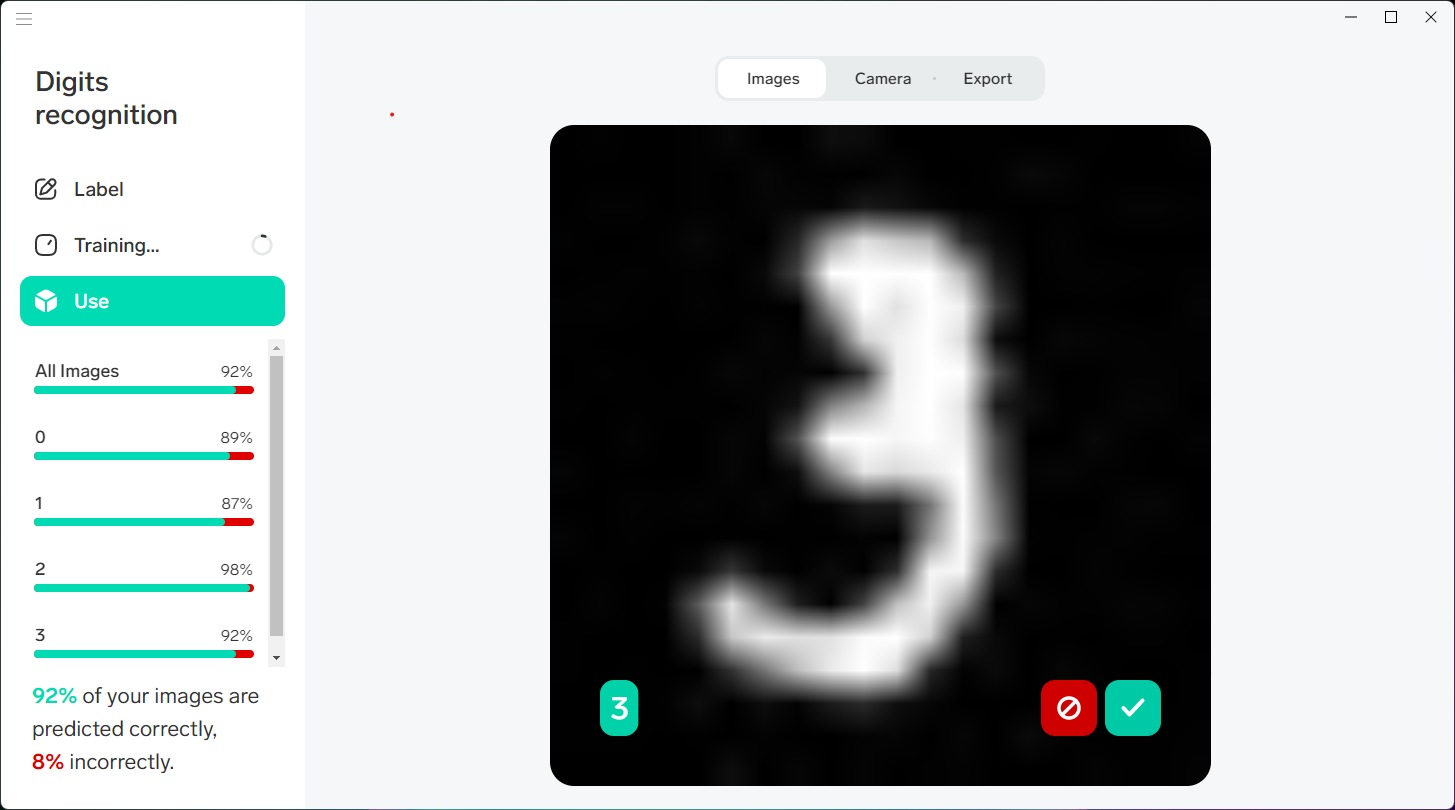 Digits
recognition
Label
Training...
Use
All Images 92%
0 89%
1 87%
2 98%
3 92%
92% of your images are
predicted correctly,
8% incorrectly.
Images Camera Export
3
3